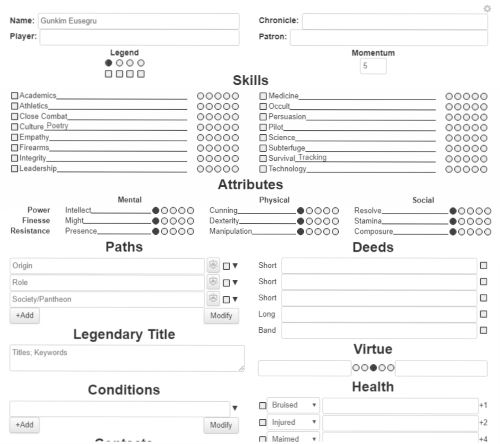 Name: Gunkim Eusegru Chronicle:
Player: Patron:
Legend Momentum
5
Skills
Academics Medicine
Athletics Occult
Close Combat Persuasion
Culture Poetry Pilot
Empathy Science
Firearms Subterfuge
Integrity Survival Tracking
Leadership Technology
Attributes
Mental Physical Social
Power Intellect Cunning Resolve
Finesse Might Dexterity Stamina
Resistance Presence Manipulation Composure
Paths
Origin
Role
Society/Pantheon
+Add Modify
Deeds
Short
Short
Short
Long
Band
Legendary Title
Titles; Keywords
Virtue
Conditions
+Add Modify
Health
Bruised +1
Injured +2
Maimed +4
Contacts